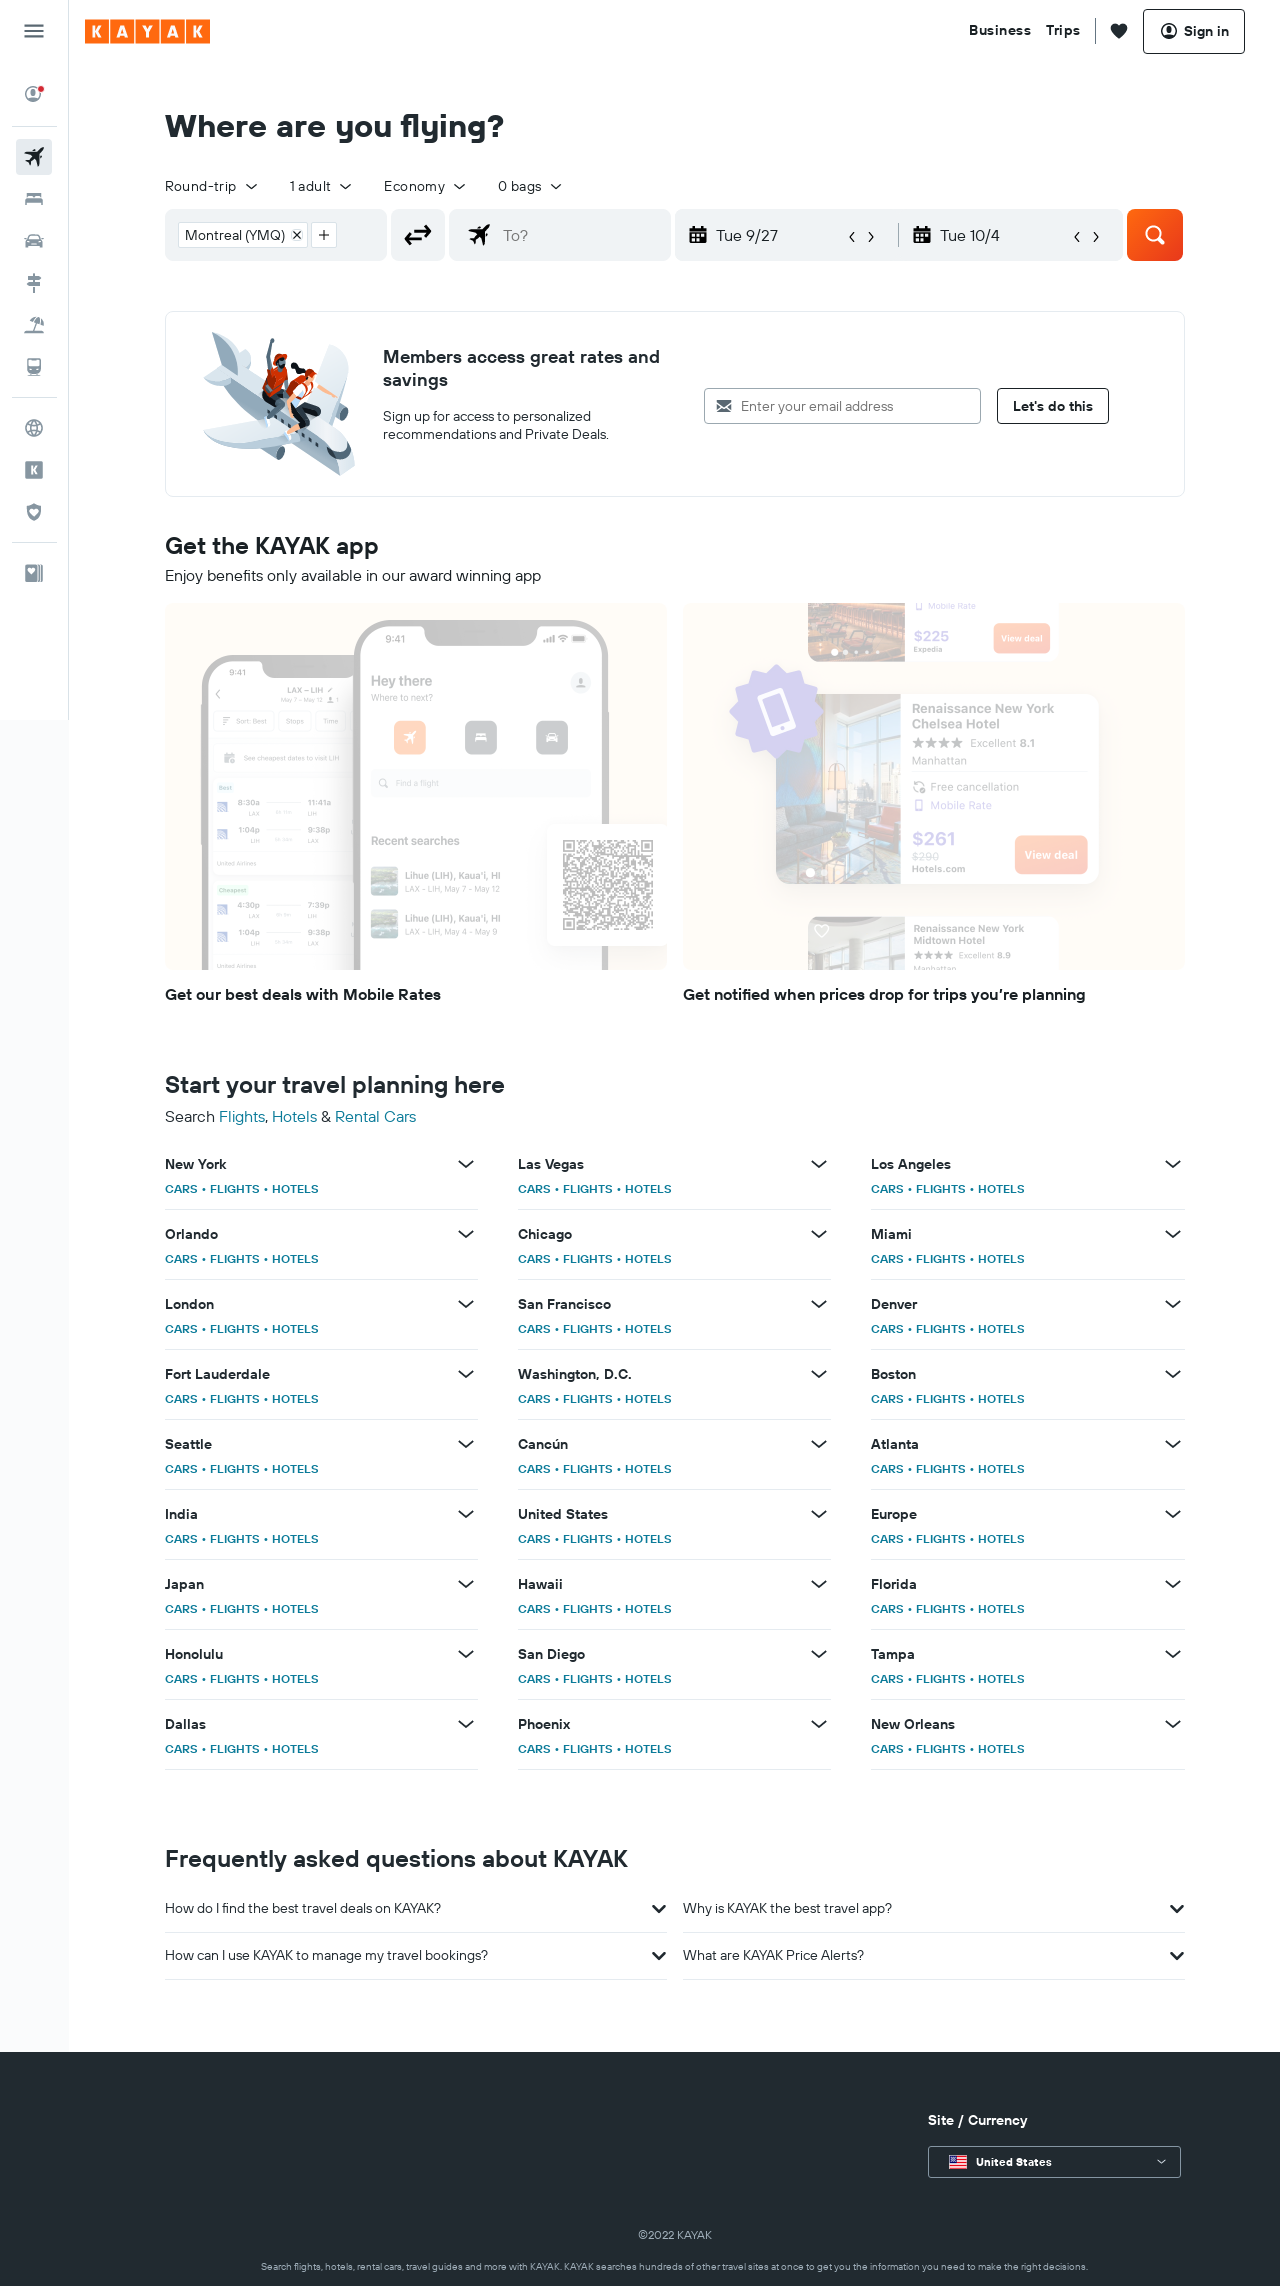 KAYAK
Business Trips Sign in
Where are you flying?
Round-trip 1 adult Economy 0 bags
Montreal (YMQ) To? Tue 9/27 Tue 10/4
Members access great rates and
savings
Sign up for access to personalized
recommendations and Private Deals.
Enter your email address Let's do this
Get the KAYAK app
Enjoy benefits only available in our award winning app
9:41
LAX – LIH
May 7 – May 12 1
Sort: Best Stops Time
See cheapest dates to visit LIH
Best
8:30a 11:41a
LAX LIH
1:04p 9:38p
LIH LAX
United Airlines
Cheapest
4:30p 7:39p
LAX LIH
1:04p 9:38p
LIH LAX
United Airlines
9:41
Hey there
Where to next?
Find a flight
Recent searches
Lihue (LIH), Kaua'i, HI
LAX - LIH, May 7 - May 12
Lihue (LIH), Kaua'i, HI
LAX - LIH, May 4 - May 9
Mobile Rate
$225
Expedia
View deal
Renaissance New York
Chelsea Hotel
Excellent 8.1
Manhattan
Free cancellation
Mobile Rate
$261
$290
Hotels.com
View deal
Renaissance New York
Midtown Hotel
Excellent 8.9
Manhattan
Get our best deals with Mobile Rates
Get notified when prices drop for trips you’re planning
Start your travel planning here
Search Flights, Hotels & Rental Cars
New York Las Vegas Los Angeles
CARS • FLIGHTS • HOTELS CARS • FLIGHTS • HOTELS CARS • FLIGHTS • HOTELS
Orlando Chicago Miami
CARS • FLIGHTS • HOTELS CARS • FLIGHTS • HOTELS CARS • FLIGHTS • HOTELS
London San Francisco Denver
CARS • FLIGHTS • HOTELS CARS • FLIGHTS • HOTELS CARS • FLIGHTS • HOTELS
Fort Lauderdale Washington, D.C. Boston
CARS • FLIGHTS • HOTELS CARS • FLIGHTS • HOTELS CARS • FLIGHTS • HOTELS
Seattle Cancún Atlanta
CARS • FLIGHTS • HOTELS CARS • FLIGHTS • HOTELS CARS • FLIGHTS • HOTELS
India United States Europe
CARS • FLIGHTS • HOTELS CARS • FLIGHTS • HOTELS CARS • FLIGHTS • HOTELS
Japan Hawaii Florida
CARS • FLIGHTS • HOTELS CARS • FLIGHTS • HOTELS CARS • FLIGHTS • HOTELS
Honolulu San Diego Tampa
CARS • FLIGHTS • HOTELS CARS • FLIGHTS • HOTELS CARS • FLIGHTS • HOTELS
Dallas Phoenix New Orleans
CARS • FLIGHTS • HOTELS CARS • FLIGHTS • HOTELS CARS • FLIGHTS • HOTELS
Frequently asked questions about KAYAK
How do I find the best travel deals on KAYAK? Why is KAYAK the best travel app?
How can I use KAYAK to manage my travel bookings? What are KAYAK Price Alerts?
Site / Currency
United States
©2022 KAYAK
Search flights, hotels, rental cars, travel guides and more with KAYAK. KAYAK searches hundreds of other travel sites at once to get you the information you need to make the right decisions.